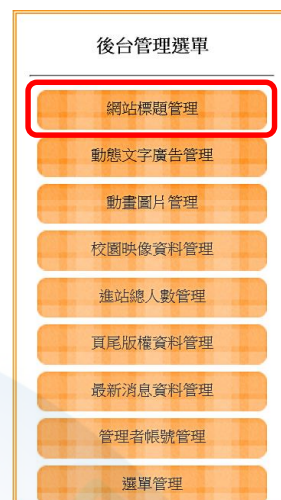 後台管理選單
網站標題管理
動態文字廣告管理
動畫圖片管理
校園映像資料管理
進站總人數管理
頁尾版權資料管理
最新消息資料管理
管理者帳號管理
選單管理